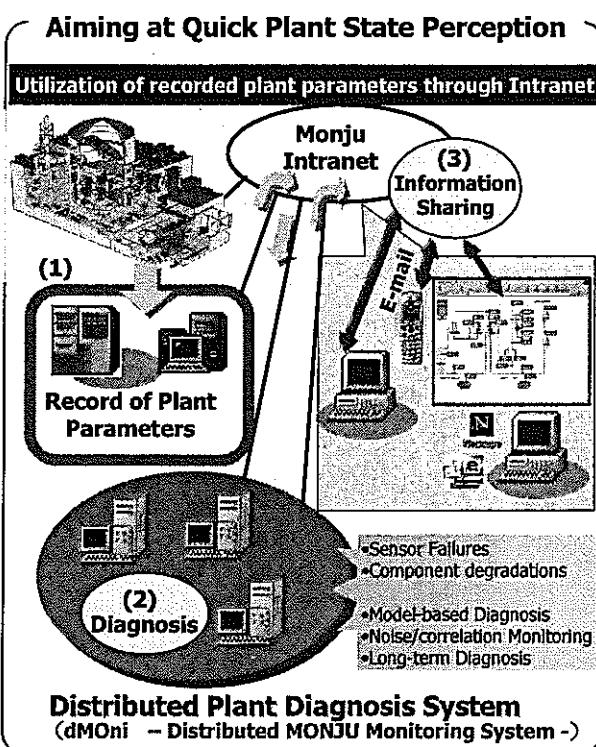 Aiming at Quick Plant State Perception
Utilization of recorded plant parameters through Intranet
Monju
Intranet
(3)
Information
Sharing
(1)
E-mail
Record of Plant
Parameters
N
e
(2)
Diagnosis
•Sensor Failures
•Component degradations
•Model-based Diagnosis
•Noise/correlation Monitoring
•Long-term Diagnosis
Distributed Plant Diagnosis System
(dMOni – Distributed MONJU Monitoring System -)